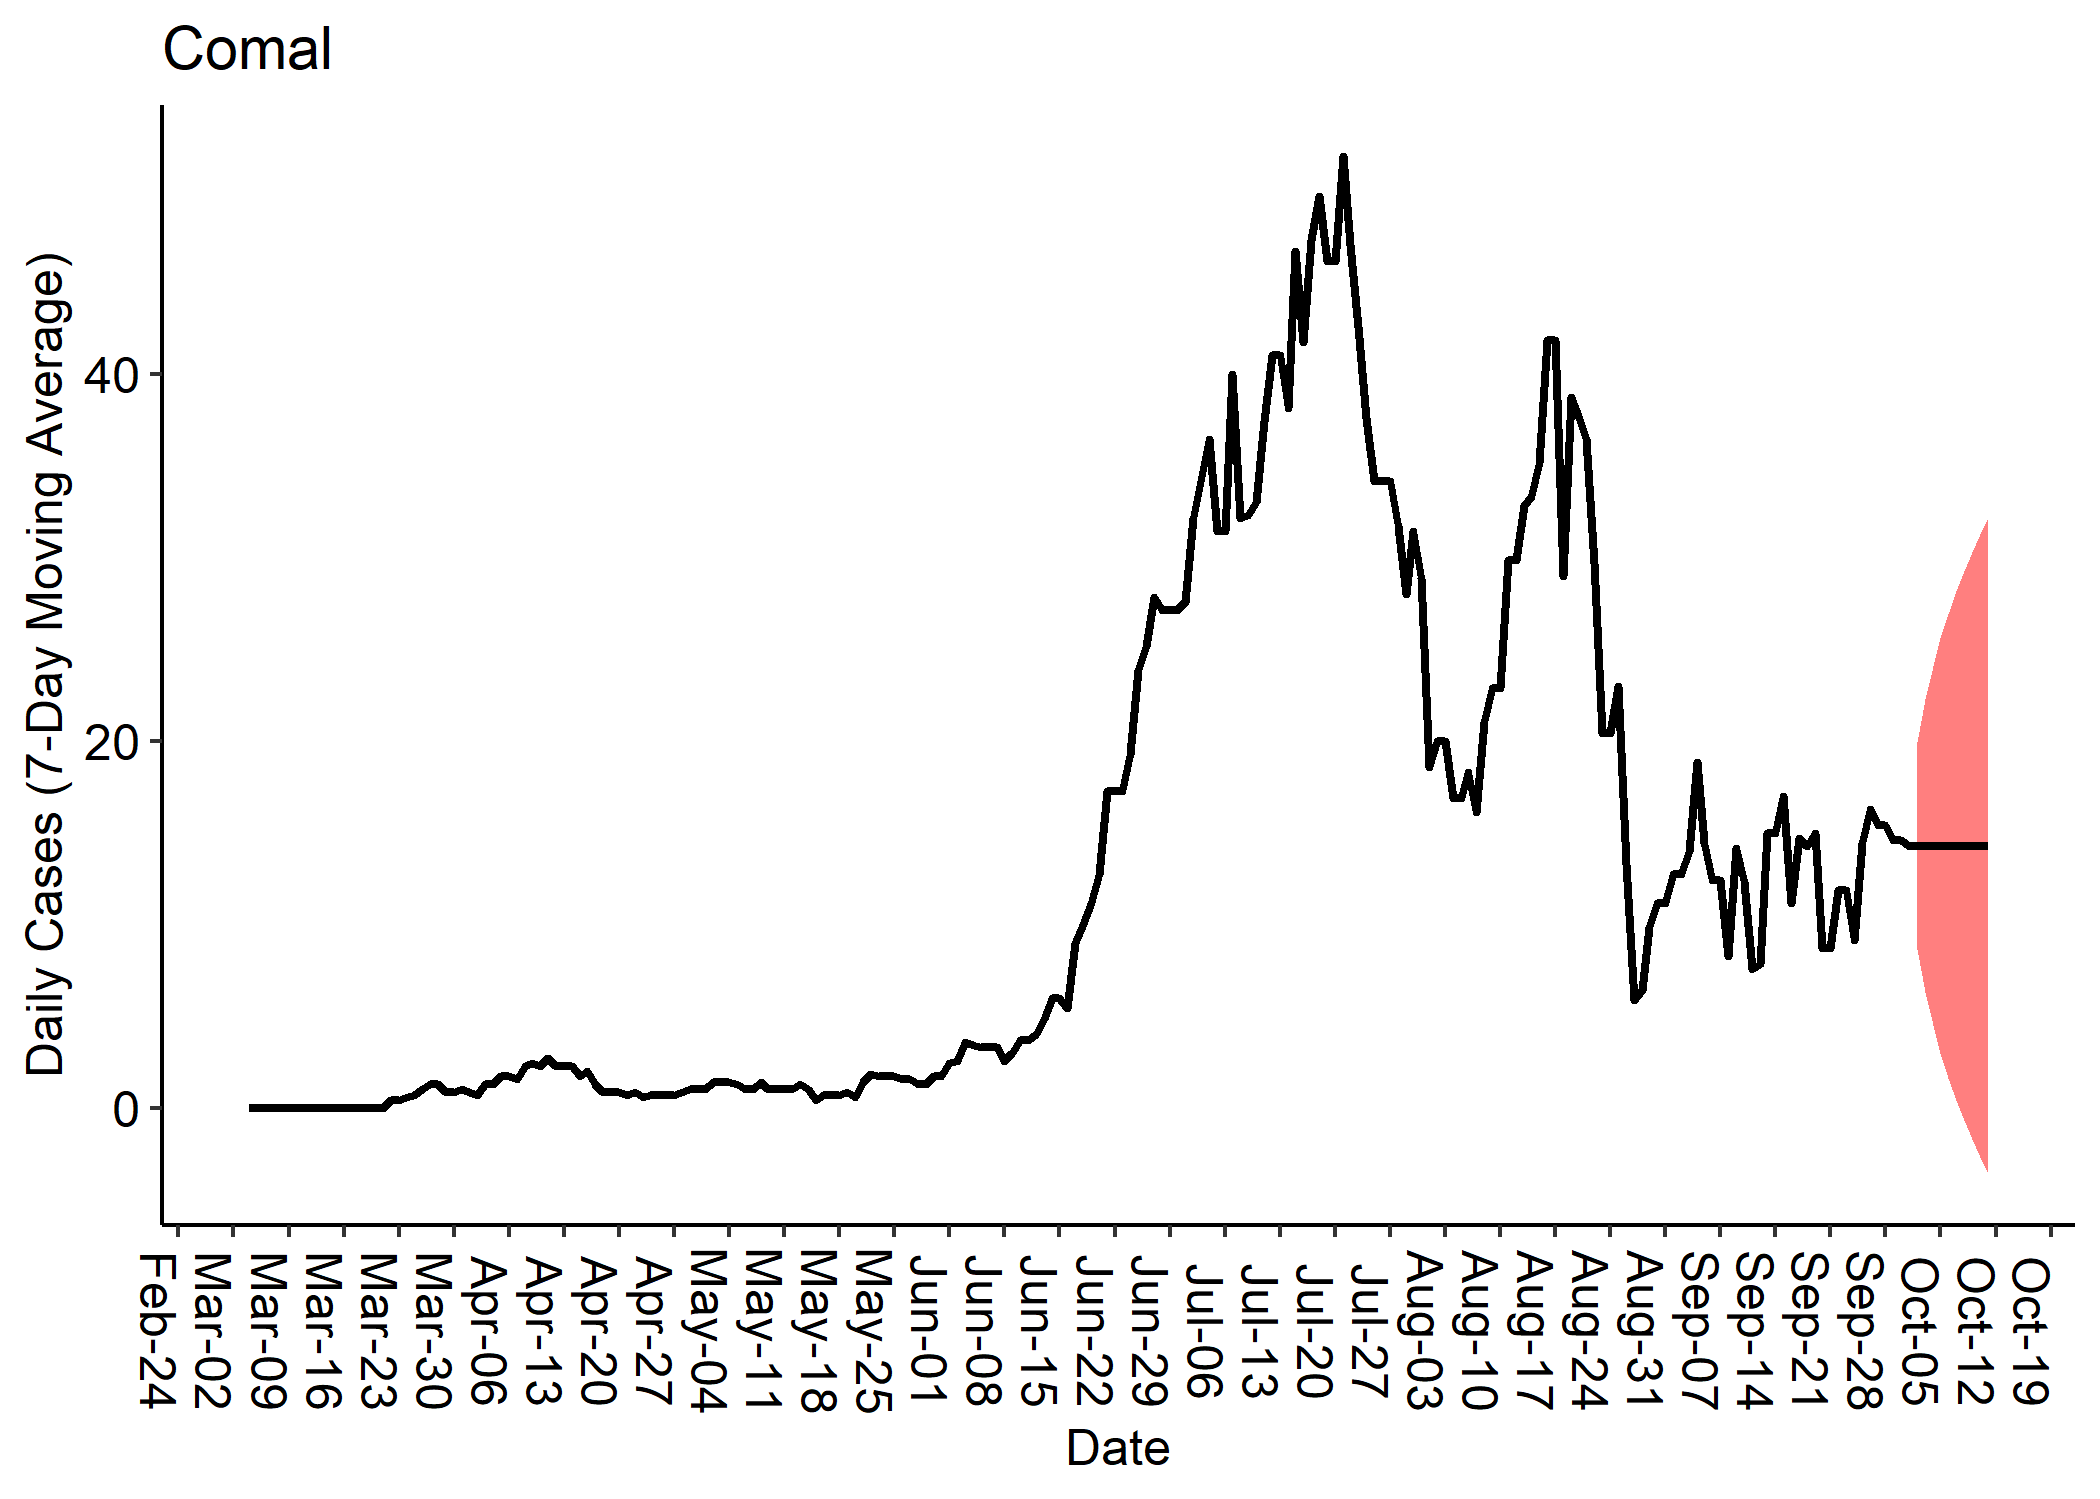 Comal
Daily Cases (7-Day Moving Average)
40
20
0
Feb-24
Mar-02
Mar-09
Mar-16
Mar-23
Mar-30
Apr-06
Apr-13
Apr-20
Apr-27
May-04
May-11
May-18
May-25
Jun-01
Jun-08
Jun-15
Jun-22
Jun-29
Jul-06
Jul-13
Jul-20
Jul-27
Aug-03
Aug-10
Aug-17
Aug-24
Aug-31
Sep-07
Sep-14
Sep-21
Sep-28
Oct-05
Oct-12
Oct-19
Date